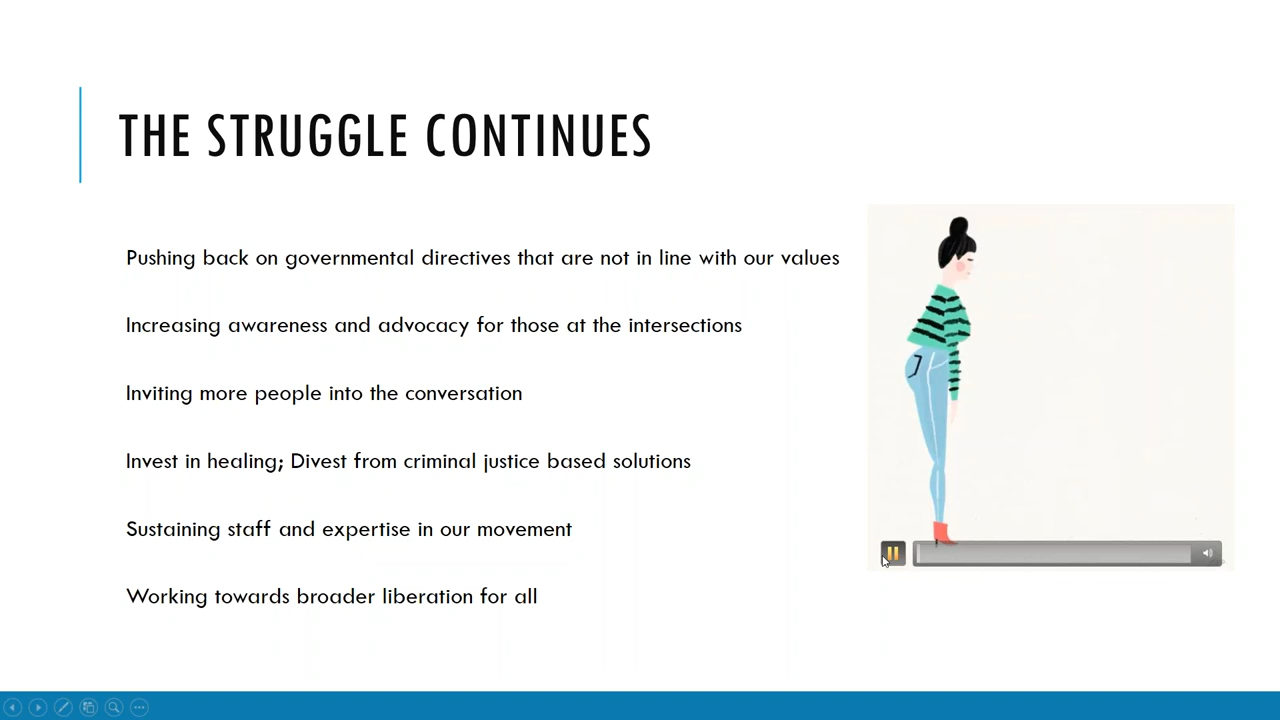 THE STRUGGLE CONTINUES
Pushing back on governmental directives that are not in line with our values
Increasing awareness and advocacy for those at the intersections
Inviting more people into the conversation
Invest in healing; Divest from criminal justice based solutions
Sustaining staff and expertise in our movement
Working towards broader liberation for all